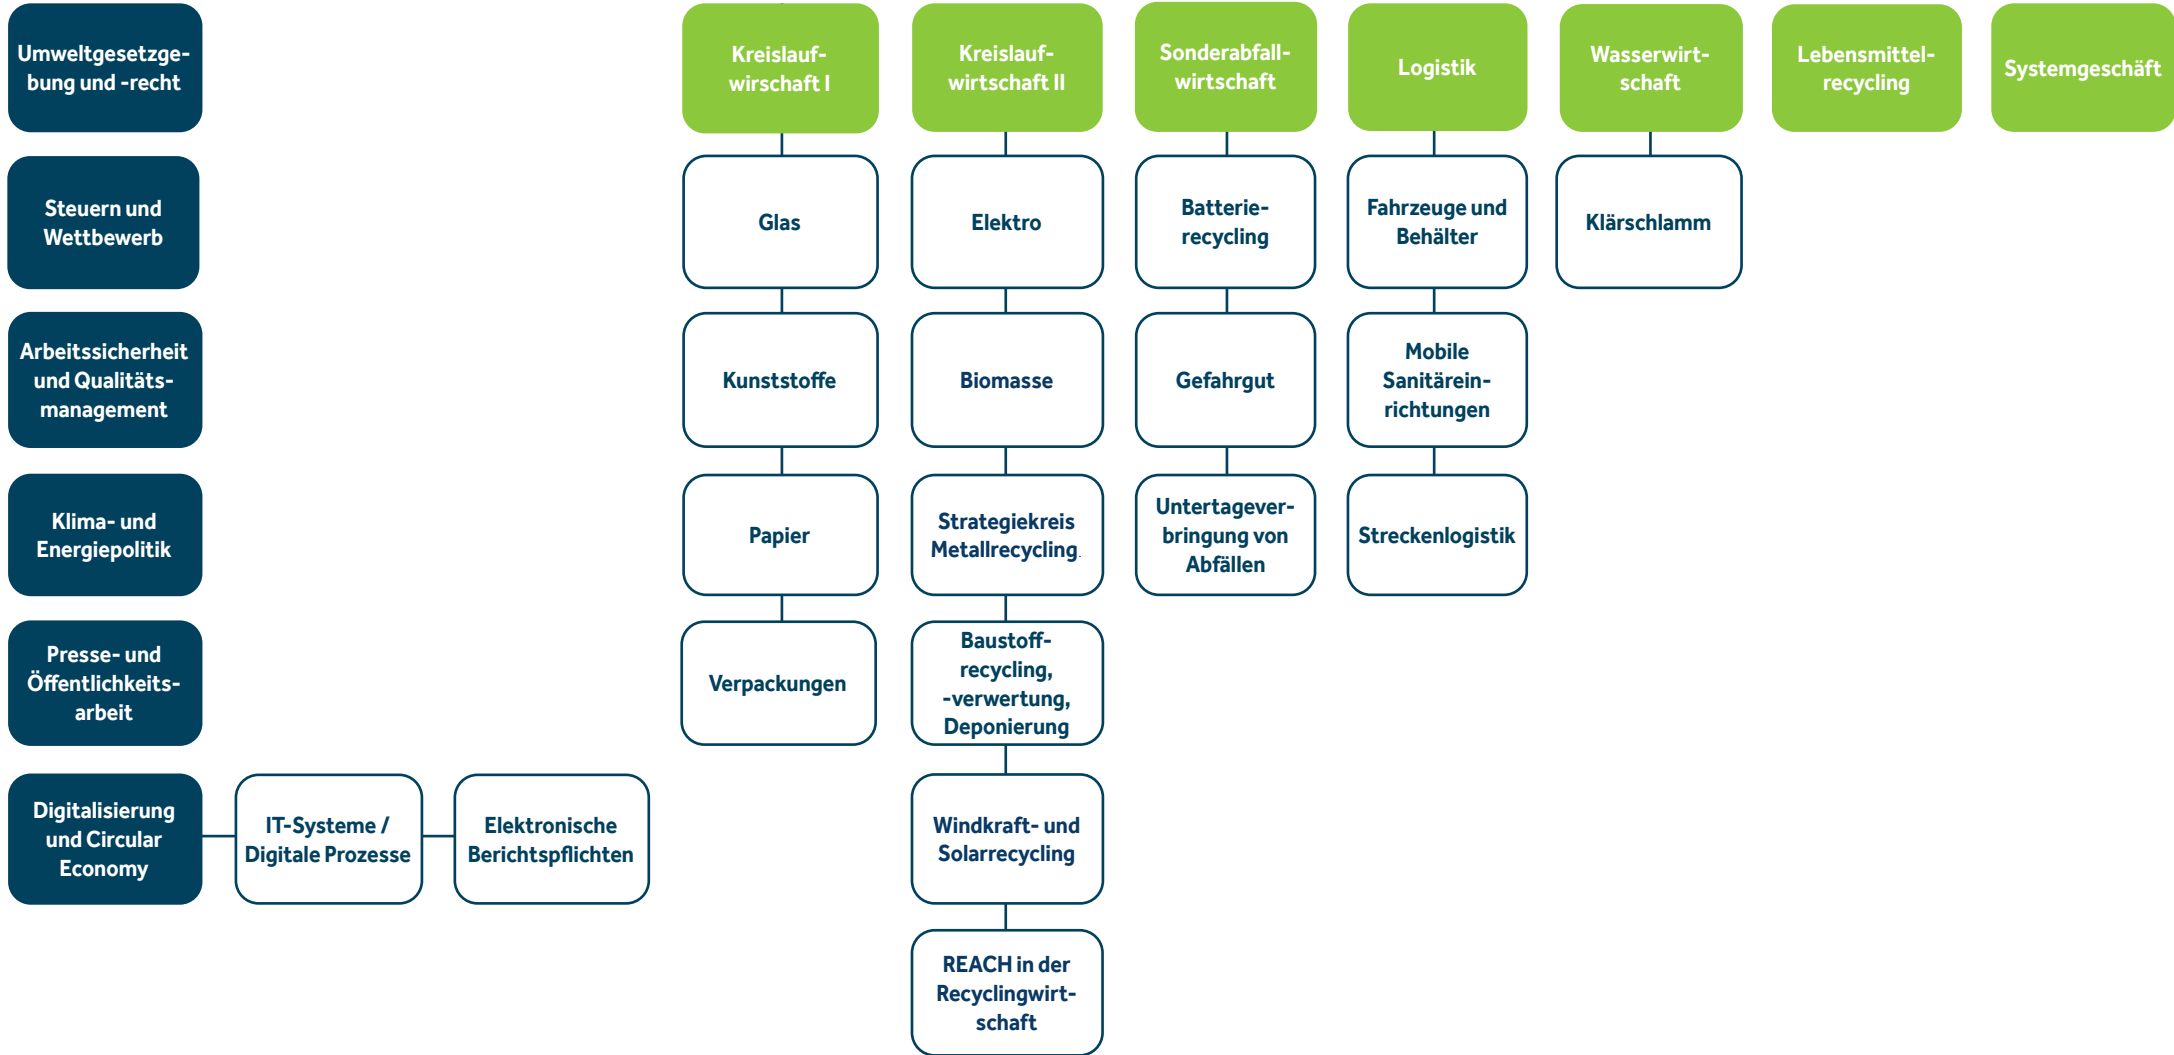 Umweltgesetzge-
bung und -recht
Steuern und
Wettbewerb
Arbeitssicherheit
und Qualitäts-
management
Klima- und
Energiepolitik
Presse- und
Öffentlichkeits-
arbeit
Digitalisierung
und Circular
Economy
IT-Systeme /
Digitale Prozesse
Elektronische
Berichtspflichten
Kreislauf-
wirschaft I
Glas
Kunststoffe
Papier
Verpackungen
Kreislauf-
wirtschaft II
Elektro
Biomasse
Strategiekreis
Metallrecycling.
Baustoff-
recycling,
-verwertung,
Deponierung
Windkraft- und
Solarrecycling
REACH in der
Recyclingwirt-
schaft
Sonderabfall-
wirtschaft
Batterie-
recycling
Gefahrgut
Untertagever-
bringung von
Abfällen
Logistik
Fahrzeuge und
Behälter
Mobile
Sanitärein-
richtungen
Streckenlogistik
Wasserwirt-
schaft
Klärschlamm
Lebensmittel-
recycling
Systemgeschäft